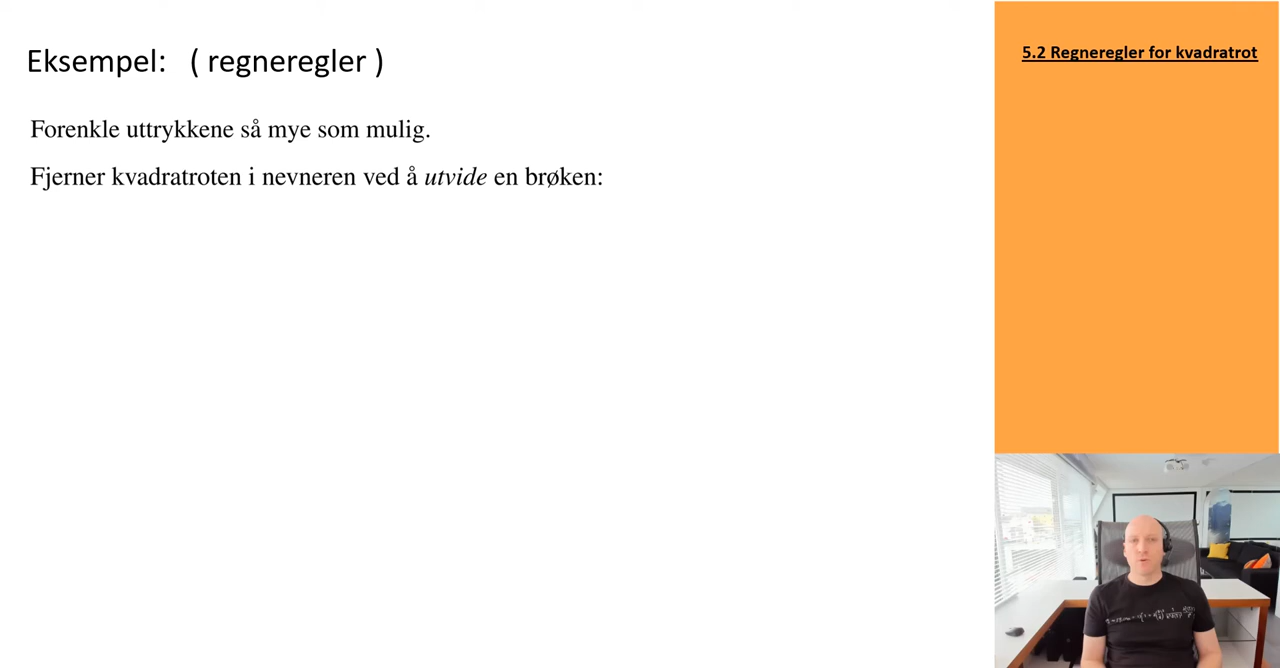 Eksempel: ( regneregler )
Forenkle uttrykkene så mye som mulig.
Fjerner kvadratroten i nevneren ved å utvide en brøken:
5.2 Regneregler for kvadratrot